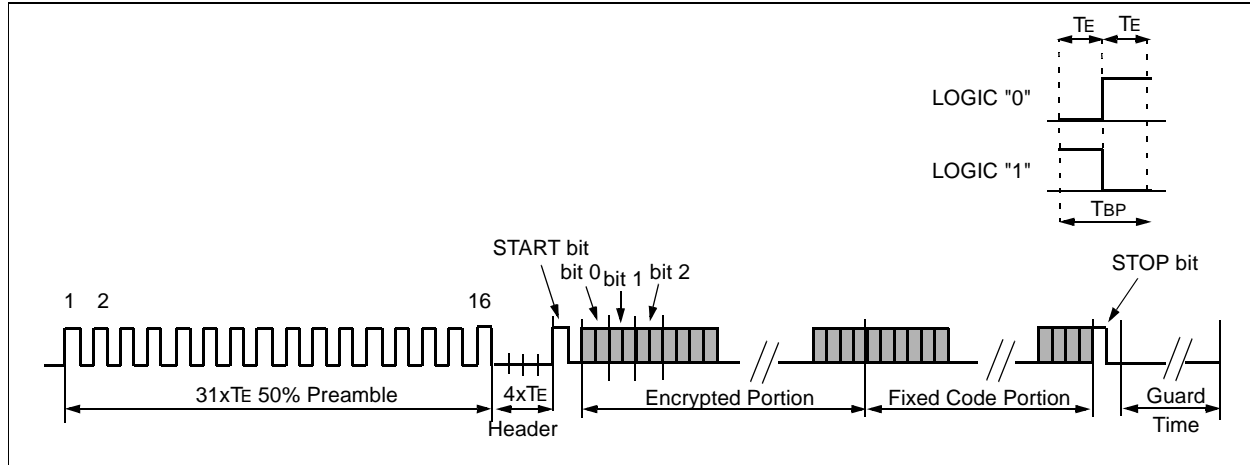 TE TE
LOGIC "0"
LOGIC "1"
TBP
START bit
bit 0 bit 1 bit 2
STOP bit
1 2 16
31xTE 50% Preamble
4xTE
Header
Encrypted Portion
Fixed Code Portion
Guard
Time